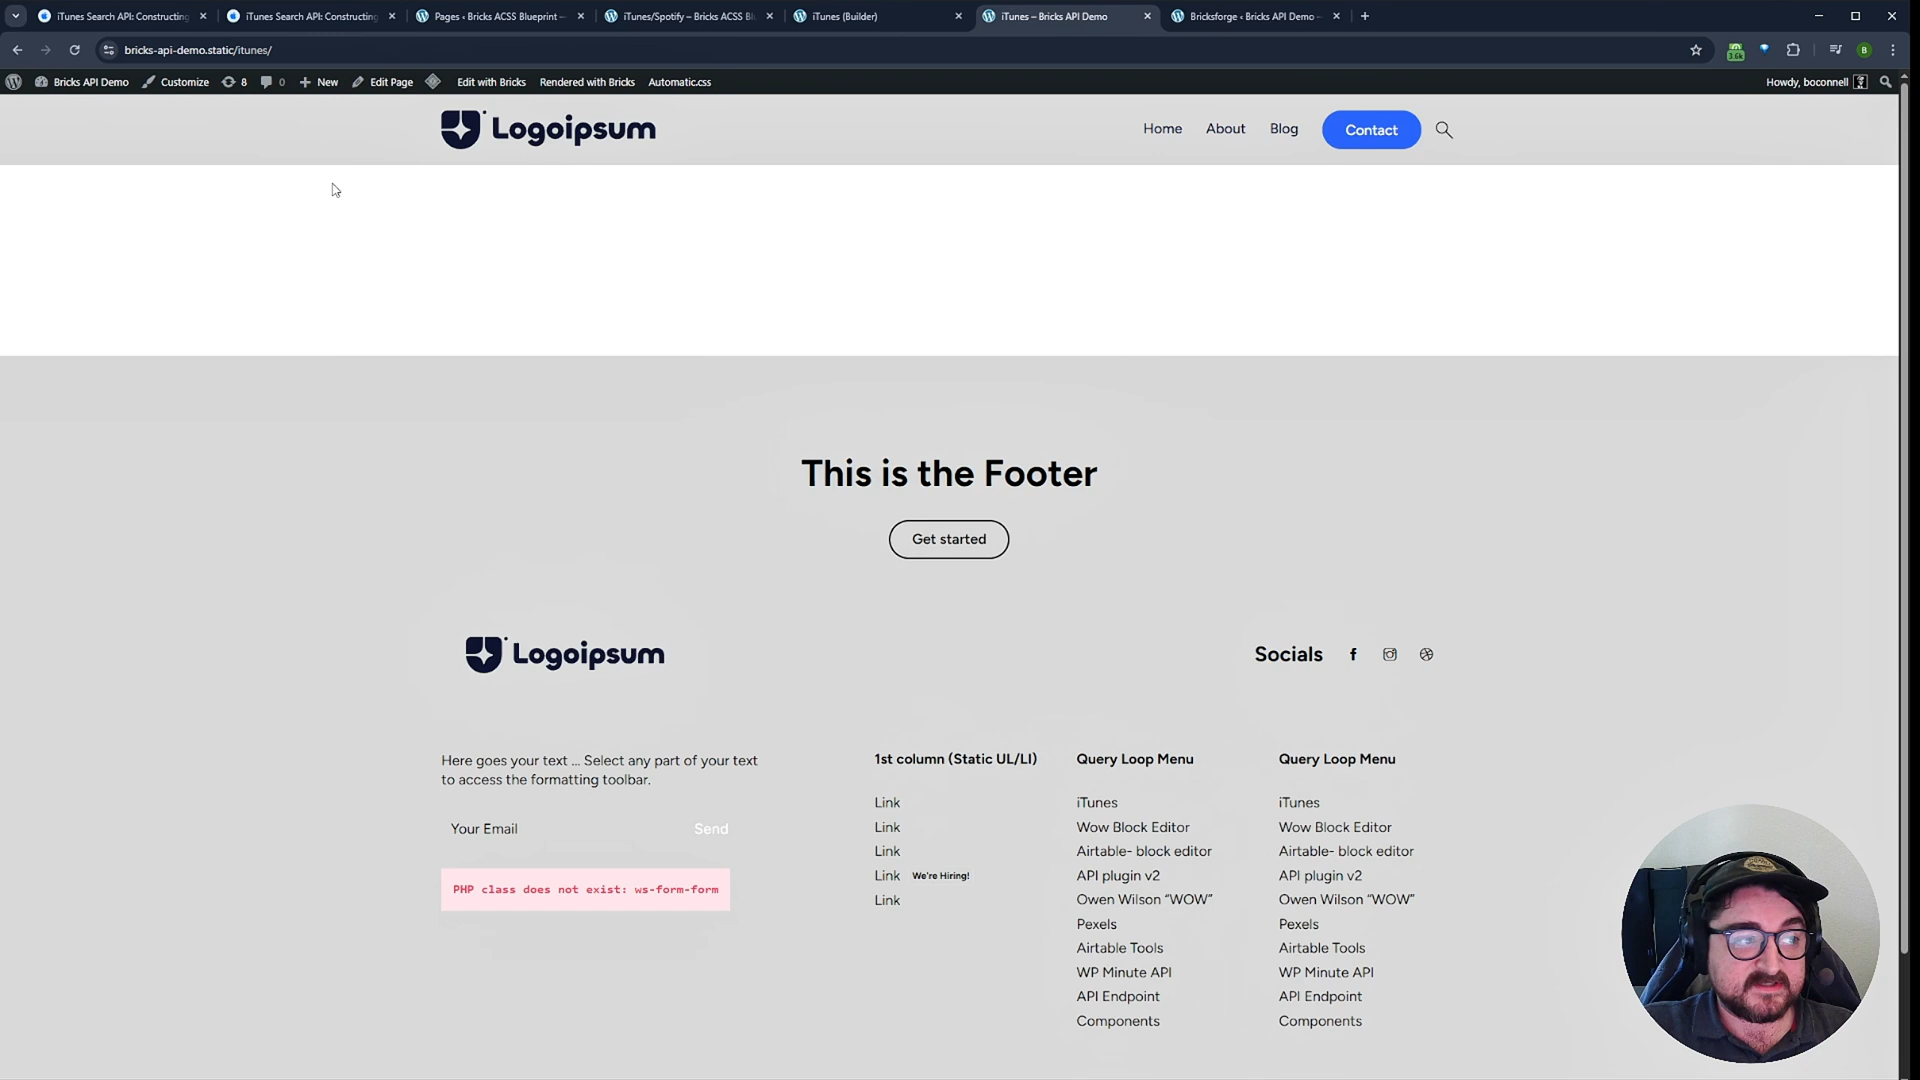 iTunes Search API: Constructing
iTunes Search API: Constructing
Pages ‹ Bricks ACSS Blueprint —
iTunes/Spotify – Bricks ACSS Bl
iTunes (Builder)
iTunes – Bricks API Demo
Bricksforge ‹ Bricks API Demo —
bricks-api-demo.static/itunes/
3.6k
B
Bricks API Demo
Customize
8
0
New
Edit Page
Edit with Bricks
Rendered with Bricks
Automatic.css
Howdy, boconnell
Logoipsum
Home
About
Blog
Contact
This is the Footer
Get started
Logoipsum
Socials
Here goes your text ... Select any part of your text
to access the formatting toolbar.
Your Email
Send
PHP class does not exist: ws-form-form
1st column (Static UL/LI)
Link
Link
Link
Link We're Hiring!
Link
Query Loop Menu
iTunes
Wow Block Editor
Airtable- block editor
API plugin v2
Owen Wilson “WOW”
Pexels
Airtable Tools
WP Minute API
API Endpoint
Components
Query Loop Menu
iTunes
Wow Block Editor
Airtable- block editor
API plugin v2
Owen Wilson “WOW”
Pexels
Airtable Tools
WP Minute API
API Endpoint
Components